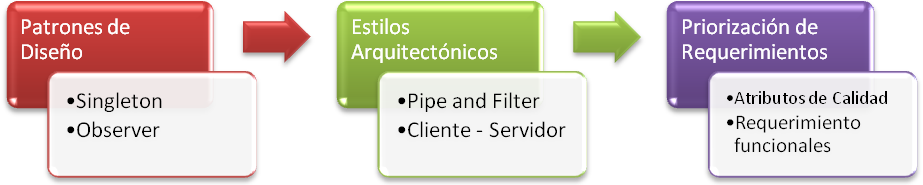 Patrones de
Diseño
•Singleton
•Observer
Estilos
Arquitectónicos
•Pipe and Filter
•Cliente - Servidor
Priorización de
Requerimientos
•Atributos de Calidad
•Requerimiento
funcionales